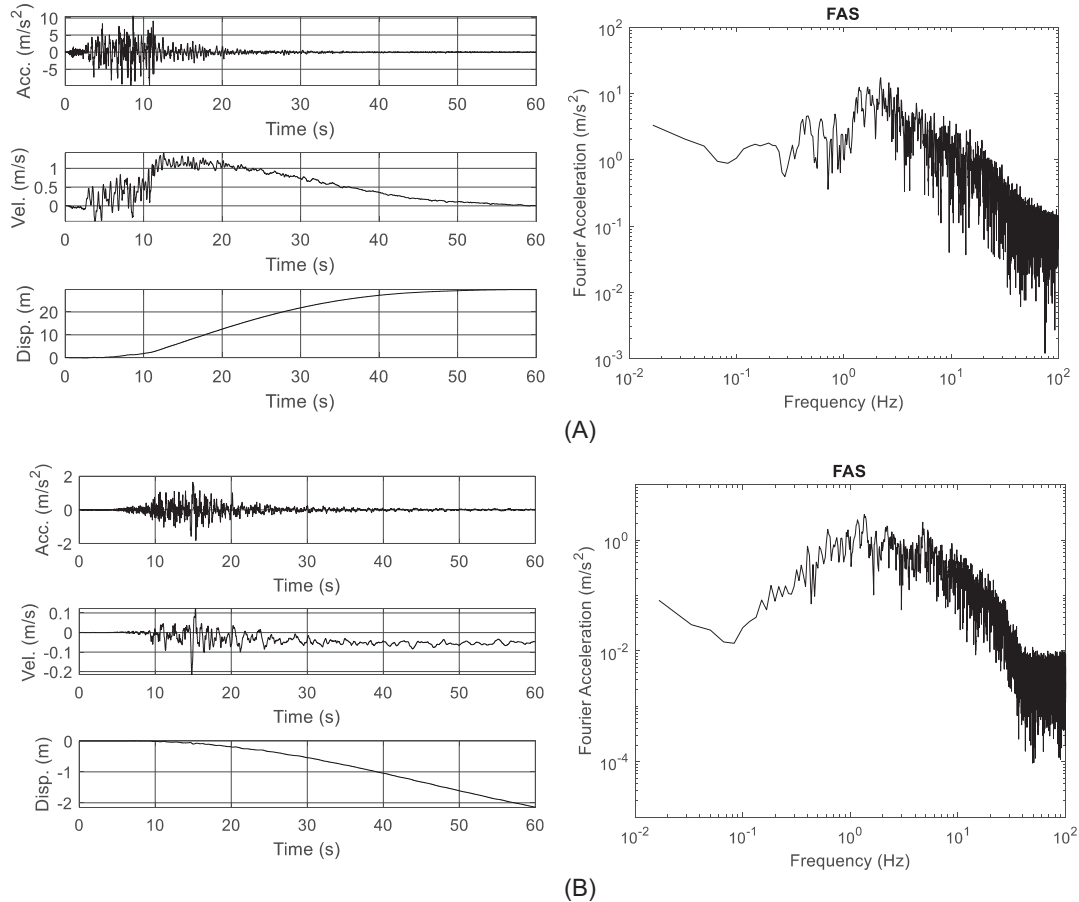 Acc. (m/s²)
10
5
0
-5
0 10 20 30 40 50 60
Time (s)
Vel. (m/s)
1
0.5
0
0 10 20 30 40 50 60
Time (s)
Disp. (m)
20
10
0
0 10 20 30 40 50 60
Time (s)
FAS
Fourier Acceleration (m/s²)
10²
10¹
10⁰
10⁻¹
10⁻²
10⁻³
10⁻² 10⁻¹ 10⁰ 10¹ 10²
Frequency (Hz)
(A)
Acc. (m/s²)
2
0
-2
0 10 20 30 40 50 60
Time (s)
Vel. (m/s)
0.1
0
-0.1
-0.2
0 10 20 30 40 50 60
Time (s)
Disp. (m)
0
-1
-2
0 10 20 30 40 50 60
Time (s)
FAS
Fourier Acceleration (m/s²)
10⁰
10⁻²
10⁻⁴
10⁻² 10⁻¹ 10⁰ 10¹ 10²
Frequency (Hz)
(B)